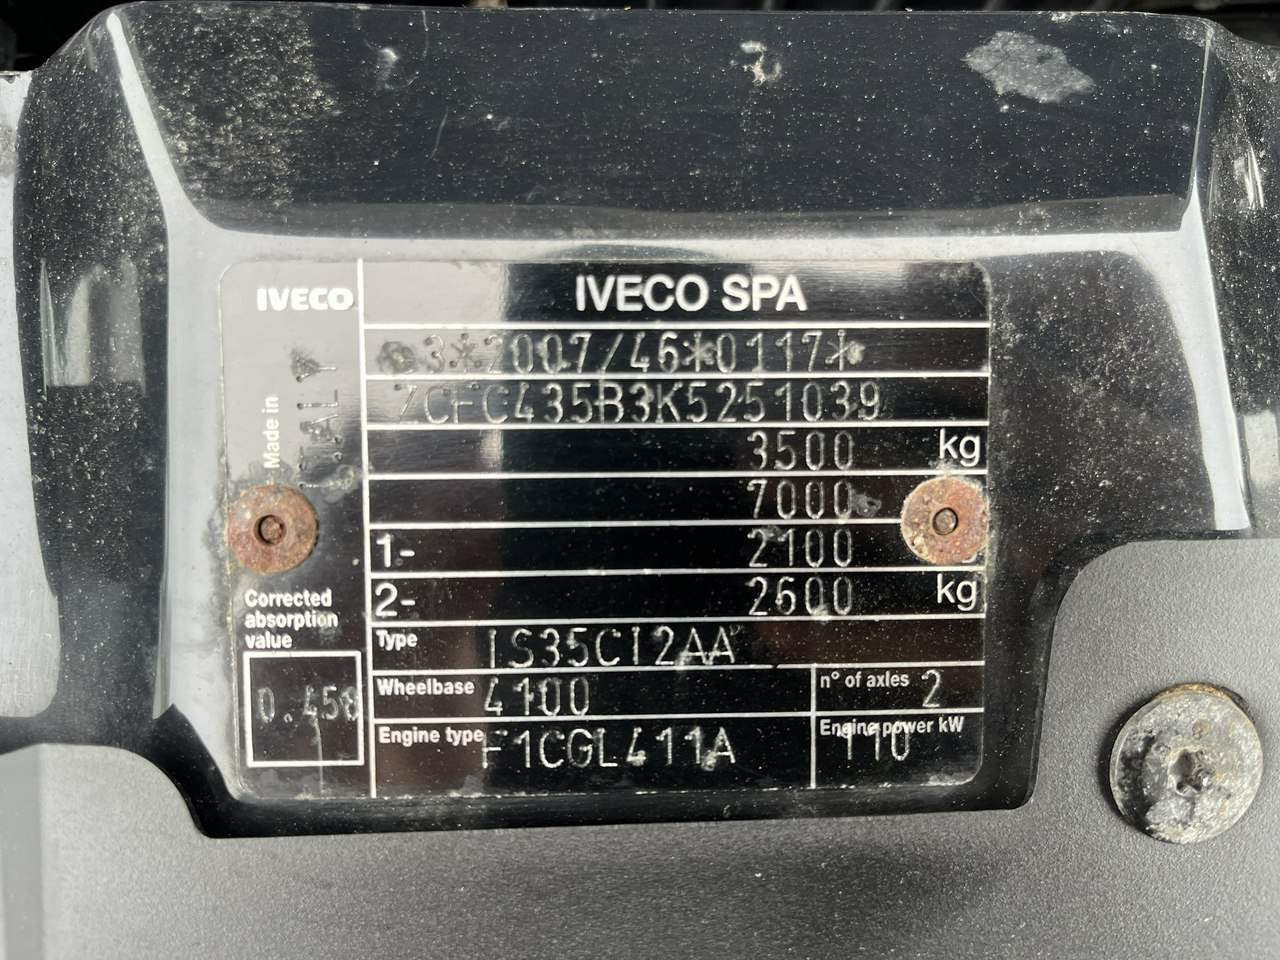 IVECO
IVECO SPA
Made in
ITALY
*e3*2007/46*0117*
ZCFC435B3K5251039
3500 kg
7000
1- 2100
2- 2600 kg
Corrected
absorption
value
0.458
Type IS35CI2AA
Wheelbase 4100
n° of axles 2
Engine type F1CGL411A
Engine power kW 110